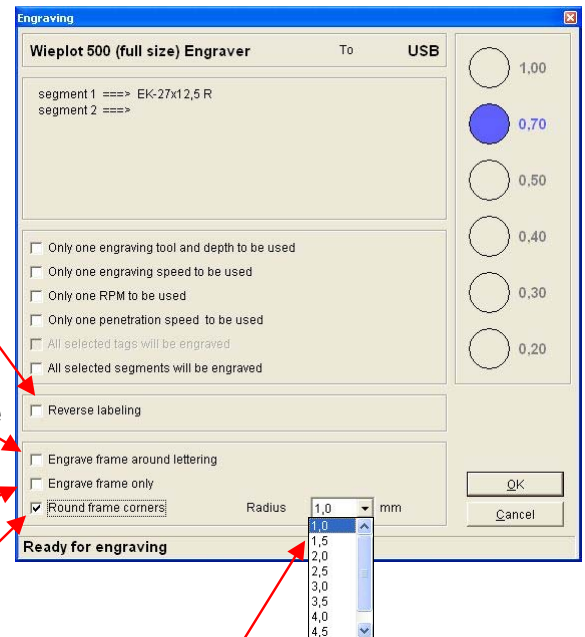 Engraving
Wieplot 500 (full size) Engraver To USB
segment 1 ===> EK-27x12,5 R
segment 2 ===>
1,00
0,70
0,50
0,40
0,30
0,20
Only one engraving tool and depth to be used
Only one engraving speed to be used
Only one RPM to be used
Only one penetration speed to be used
All selected tags will be engraved
All selected segments will be engraved
Reverse labeling
e
Engrave frame around lettering
Engrave frame only
Round frame corners Radius 1,0 mm
1,0
1,5
2,0
2,5
3,0
3,5
4,0
4,5
OK
Cancel
Ready for engraving